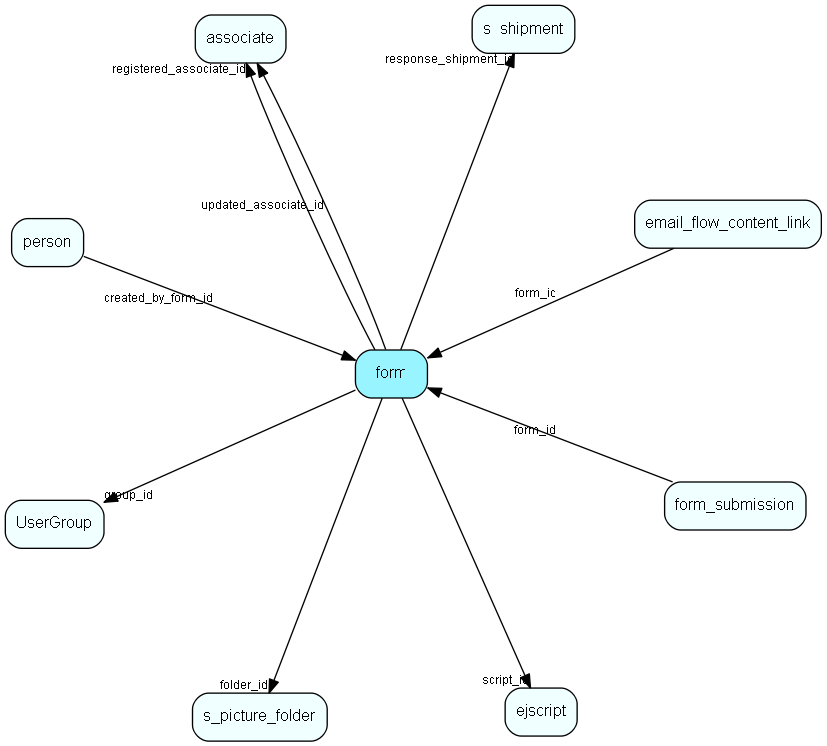 associate
s_shipment
registered_associate_id
response_shipment_id
updated_associate_id
email_flow_content_link
person
form_id
created_by_form_id
form
form_id
group_id
form_submission
UserGroup
folder_id
script_id
s_picture_folder
ejscript